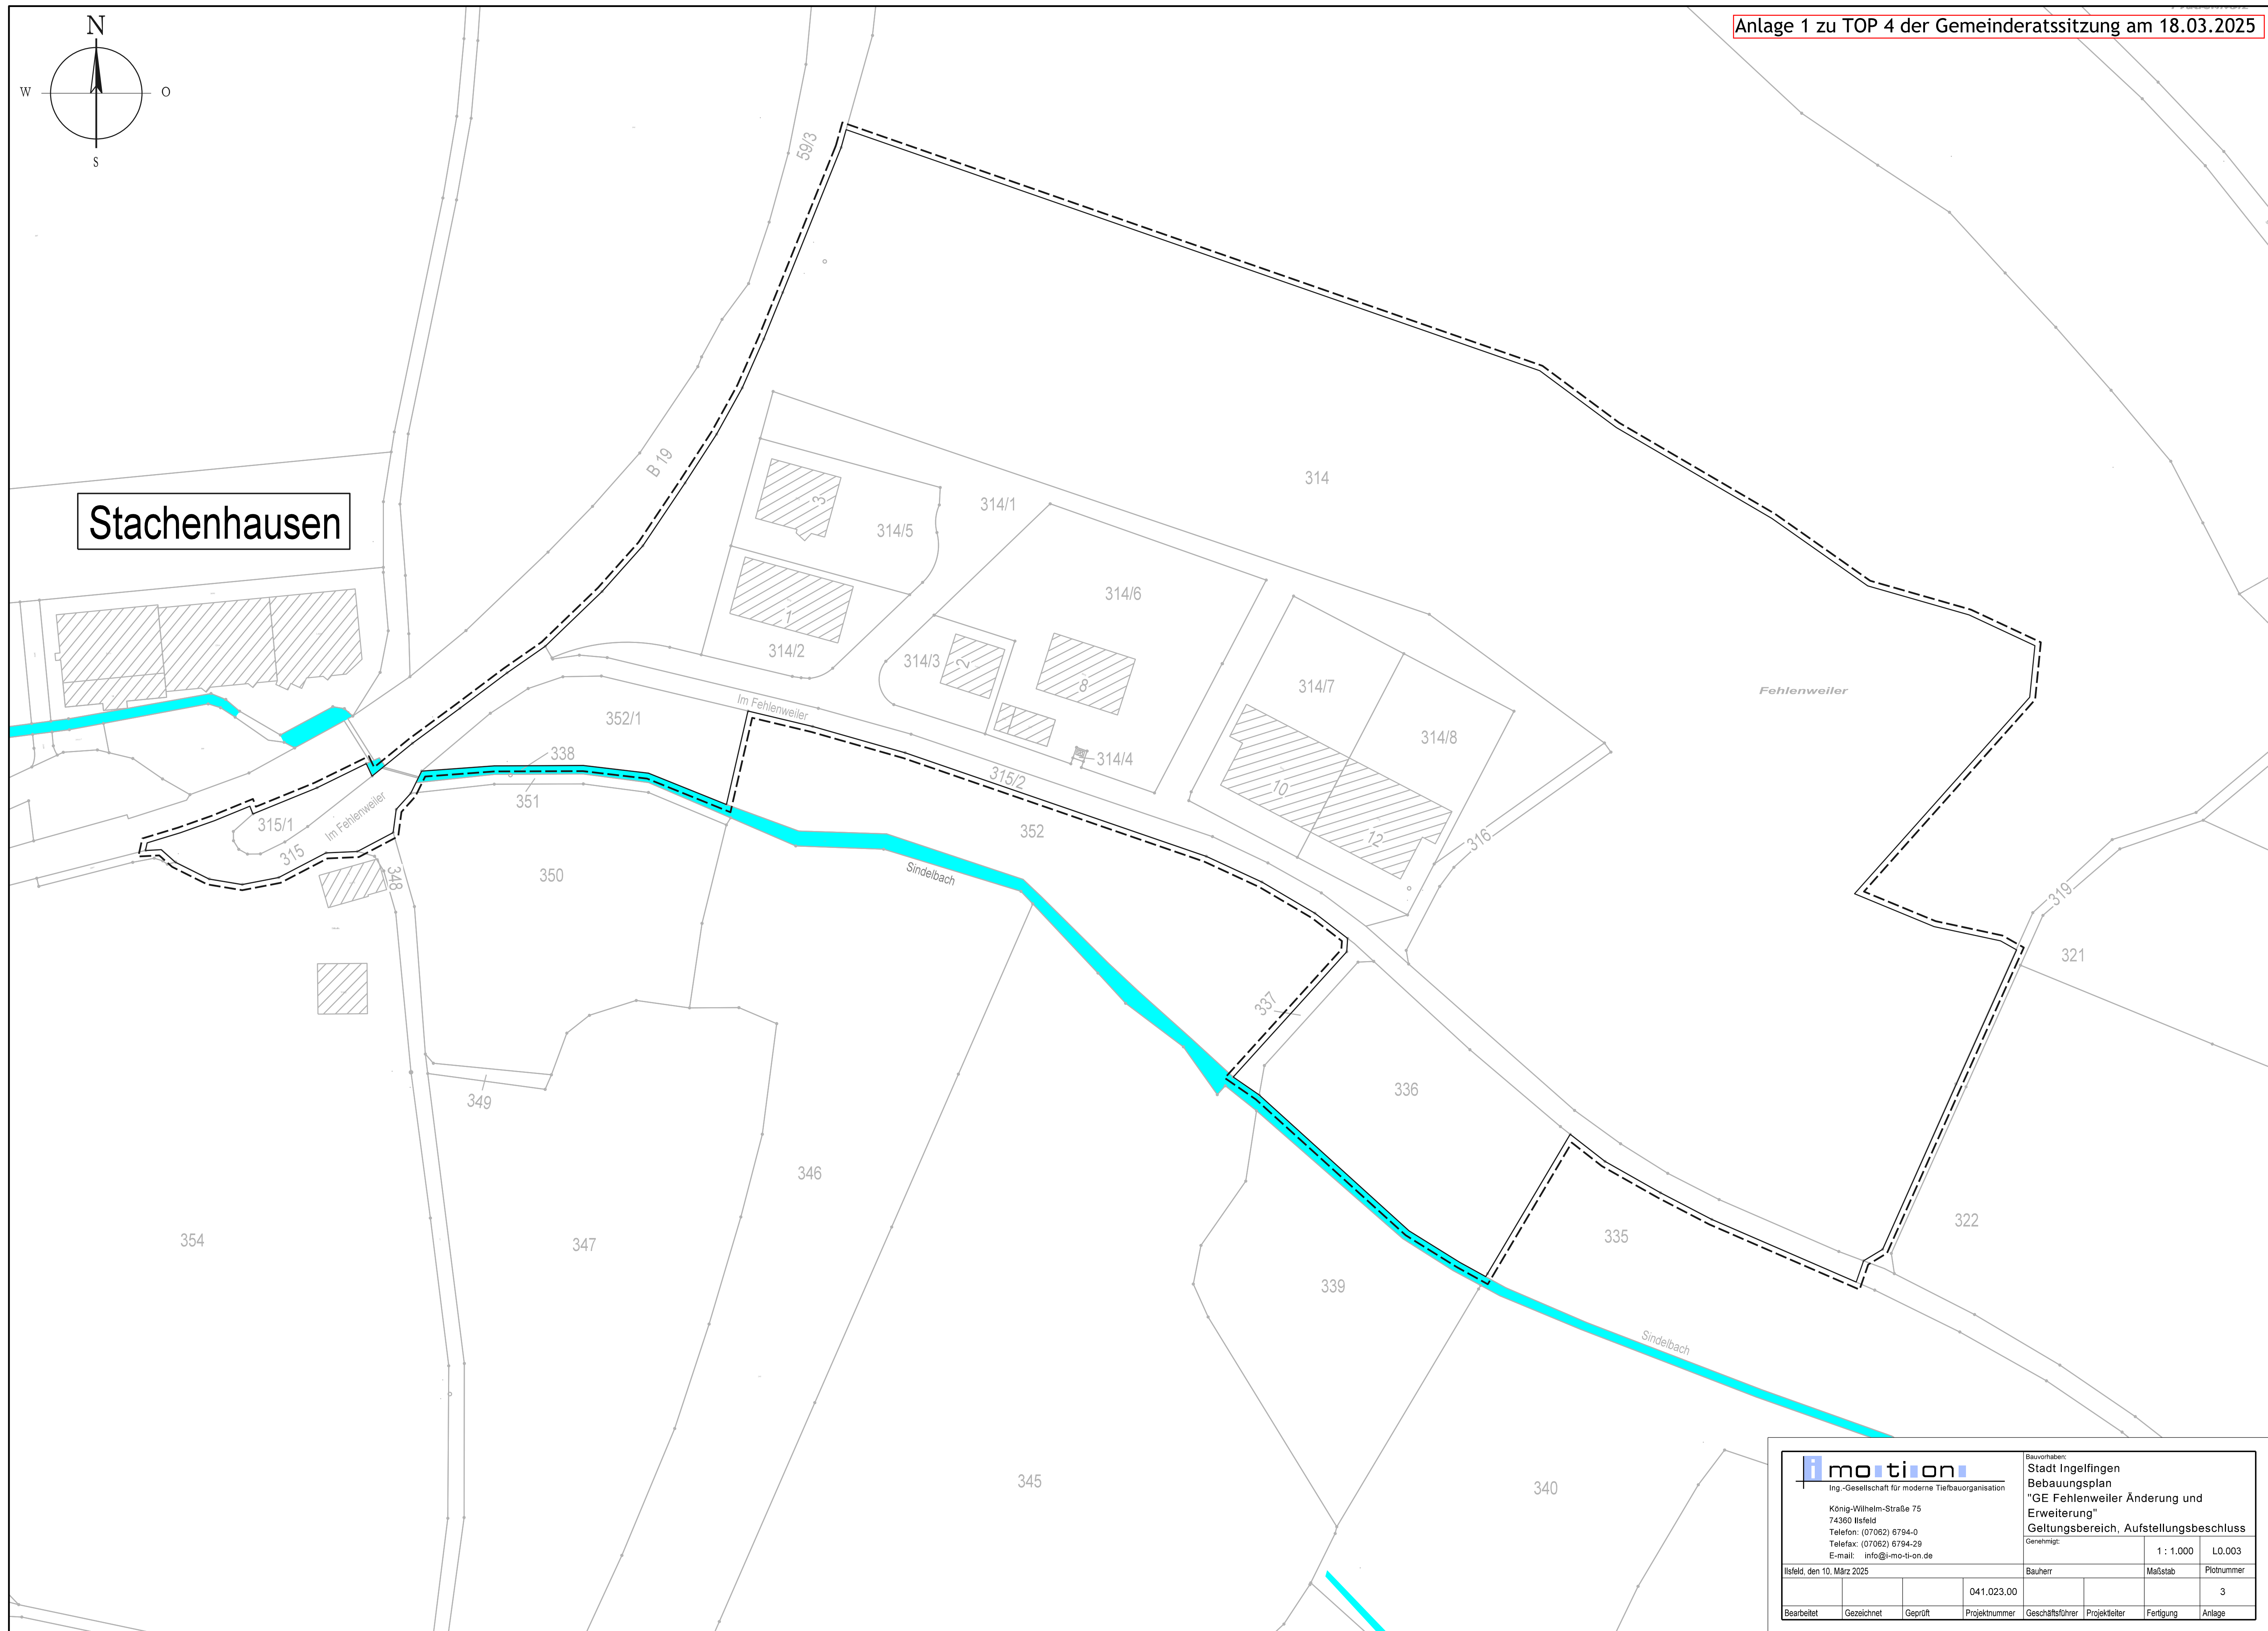 Anlage 1 zu TOP 4 der Gemeinderatssitzung am 18.03.2025
N
W
O
S
59/3
B 19
Stachenhausen
314
314/1
314/5
3
1
314/2
314/6
314/3
2
8
314/4
314/7
314/8
10
12
316
Fehlenweiler
Im Fehlenweiler
352/1
338
351
315/2
352
Sindelbach
315/1
Im Fehlenweiler
315
348
350
337
319
321
336
349
346
335
322
354
347
339
Sindelbach
345
340
i mo ti on
Ing.-Gesellschaft für moderne Tiefbauorganisation
König-Wilhelm-Straße 75
74360 Ilsfeld
Telefon: (07062) 6794-0
Telefax: (07062) 6794-29
E-mail: info@i-mo-ti-on.de
Bauvorhaben:
Stadt Ingelfingen
Bebauungsplan
"GE Fehlenweiler Änderung und
Erweiterung"
Geltungsbereich, Aufstellungsbeschluss
Genehmigt:
1 : 1.000
L0.003
Ilsfeld, den 10. März 2025
Bauherr
Maßstab
Plotnummer
041.023.00
3
Bearbeitet
Gezeichnet
Geprüft
Projektnummer
Geschäftsführer
Projektleiter
Fertigung
Anlage